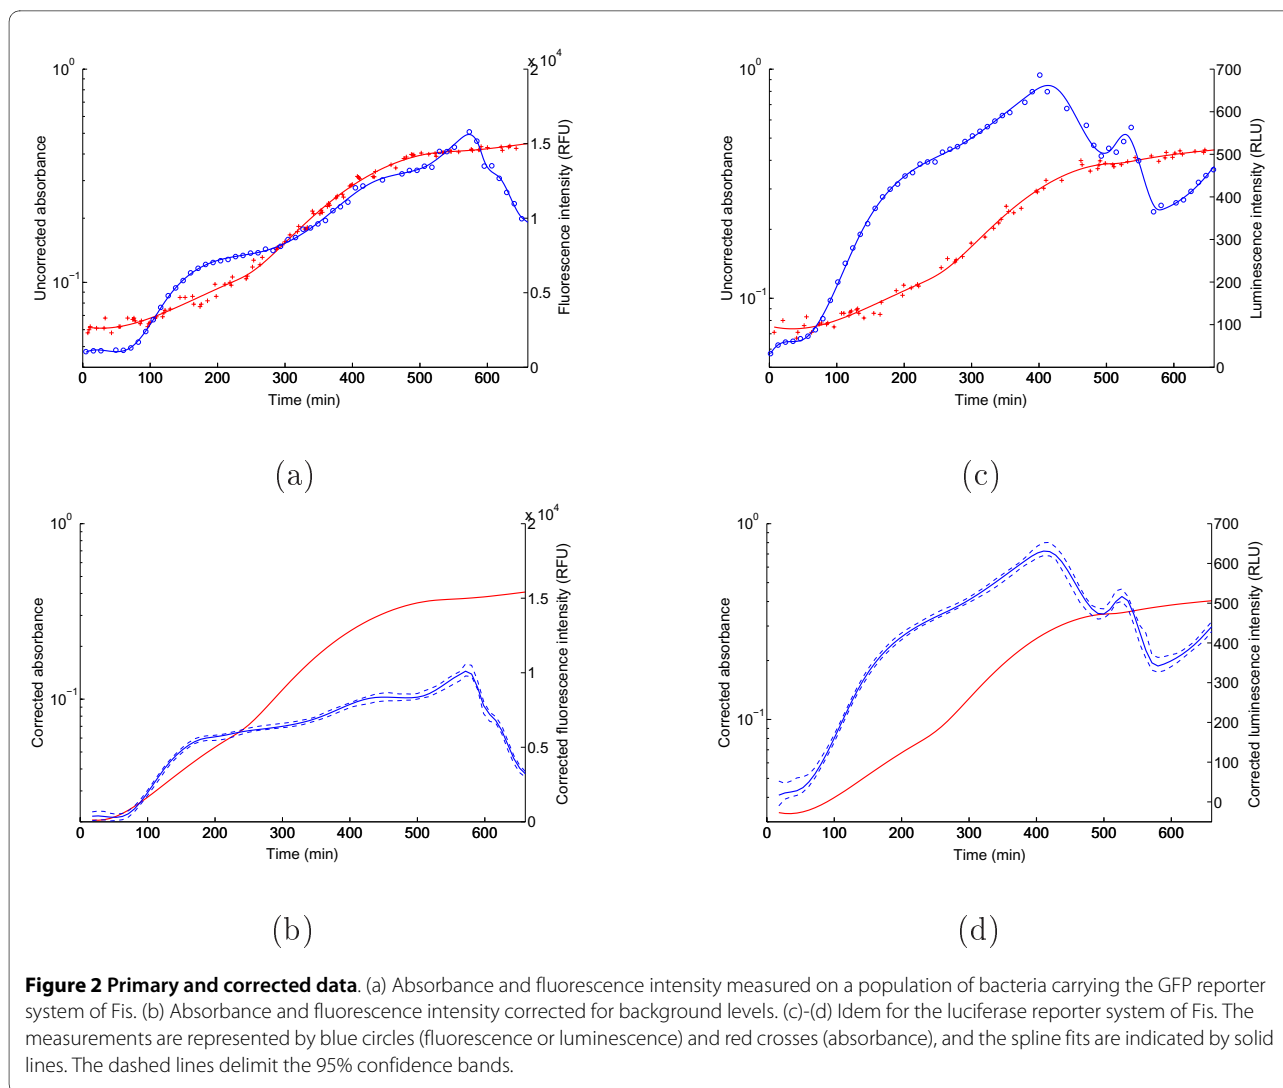 10^0
10^-1
Uncorrected absorbance
0 100 200 300 400 500 600
Time (min)
x 10^4
2
1.5
1
0.5
0
Fluorescence intensity (RFU)
(a)
10^0
10^-1
Uncorrected absorbance
0 100 200 300 400 500 600
Time (min)
700
600
500
400
300
200
100
0
Luminescence intensity (RLU)
(c)
10^0
10^-1
Corrected absorbance
0 100 200 300 400 500 600
Time (min)
x 10^4
2
1.5
1
0.5
0
Corrected fluorescence intensity (RFU)
(b)
10^0
10^-1
Corrected absorbance
0 100 200 300 400 500 600
Time (min)
700
600
500
400
300
200
100
0
Corrected luminescence intensity (RLU)
(d)
Figure 2 Primary and corrected data. (a) Absorbance and fluorescence intensity measured on a population of bacteria carrying the GFP reporter
system of Fis. (b) Absorbance and fluorescence intensity corrected for background levels. (c)-(d) Idem for the luciferase reporter system of Fis. The
measurements are represented by blue circles (fluorescence or luminescence) and red crosses (absorbance), and the spline fits are indicated by solid
lines. The dashed lines delimit the 95% confidence bands.